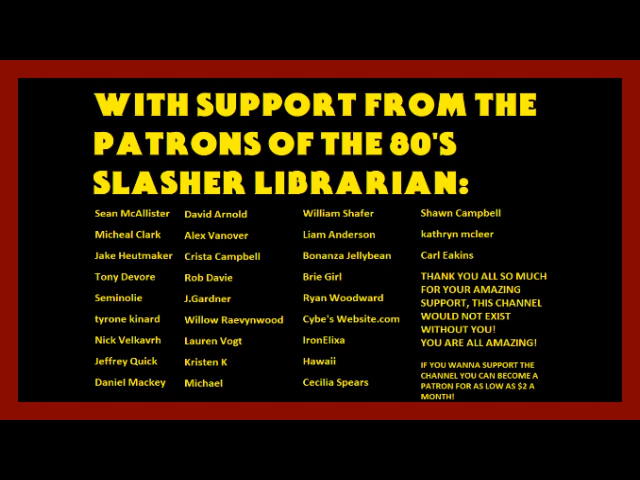 WITH SUPPORT FROM THE
PATRONS OF THE 80'S
SLASHER LIBRARIAN:
Sean McAllister
Micheal Clark
Jake Heutmaker
Tony Devore
Seminolie
tyrone kinard
Nick Velkavrh
Jeffrey Quick
Daniel Mackey
David Arnold
Alex Vanover
Crista Campbell
Rob Davie
J.Gardner
Willow Raevynwood
Lauren Vogt
Kristen K
Michael
William Shafer
Liam Anderson
Bonanza Jellybean
Brie Girl
Ryan Woodward
Cybe's Website.com
IronElixa
Hawaii
Cecilia Spears
Shawn Campbell
kathryn mcleer
Carl Eakins
THANK YOU ALL SO MUCH
FOR YOUR AMAZING
SUPPORT, THIS CHANNEL
WOULD NOT EXIST
WITHOUT YOU!
YOU ARE ALL AMAZING!
IF YOU WANNA SUPPORT THE
CHANNEL YOU CAN BECOME A
PATRON FOR AS LOW AS $2 A
MONTH!